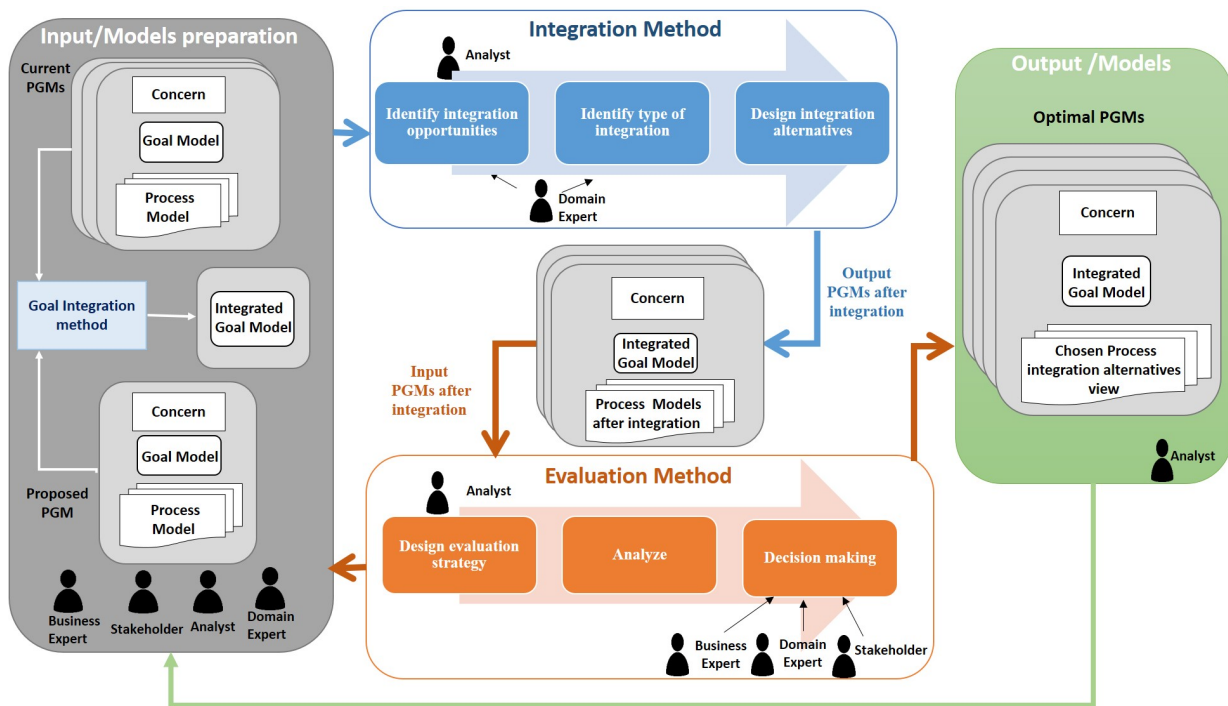 Input/Models preparation
Current
PGMs
Concern
Goal Model
Process
Model
Goal Integration
method
Integrated
Goal Model
Concern
Goal Model
Proposed
PGM
Process
Model
Business
Expert
Stakeholder
Analyst
Domain
Expert
Integration Method
Analyst
Identify integration
opportunities
Identify type of
integration
Design integration
alternatives
Domain
Expert
Output
PGMs after
integration
Concern
Integrated
Goal Model
Process Models
after integration
Input
PGMs after
integration
Evaluation Method
Analyst
Design evaluation
strategy
Analyze
Decision making
Business
Expert
Domain
Expert
Stakeholder
Output /Models
Optimal PGMs
Concern
Integrated
Goal Model
Chosen Process
integration alternatives
view
Analyst